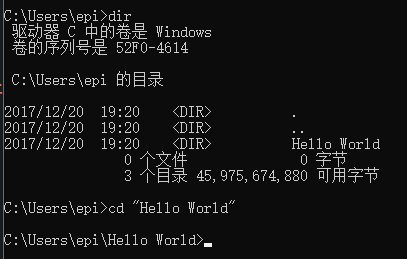 C:\Users\epi>dir
驱动器 C 中的卷是 Windows
卷的序列号是 52F0-4614
C:\Users\epi 的目录
2017/12/20  19:20    <DIR>          .
2017/12/20  19:20    <DIR>          ..
2017/12/20  19:20    <DIR>          Hello World
0 个文件              0 字节
3 个目录 45,975,674,880 可用字节
C:\Users\epi>cd "Hello World"
C:\Users\epi\Hello World>